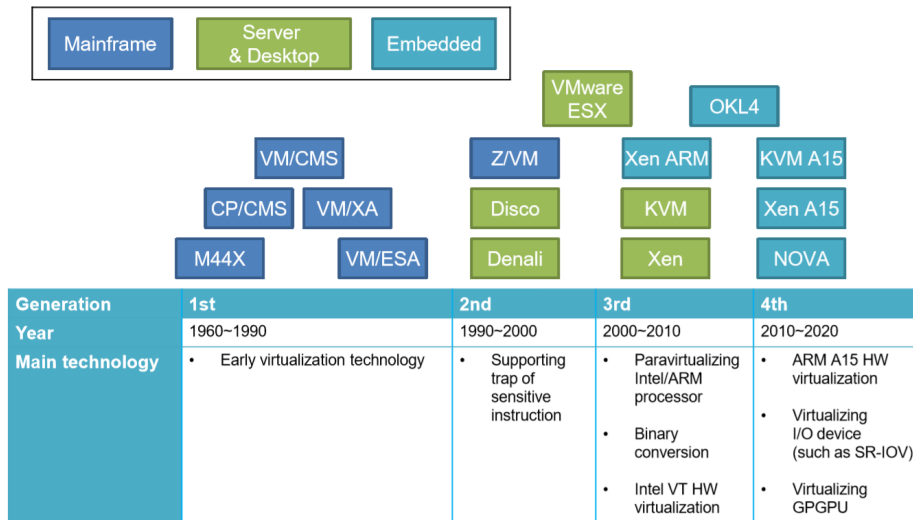 Mainframe
Server
& Desktop
Embedded
VMware
ESX
OKL4
VM/CMS
Z/VM
Xen ARM
KVM A15
CP/CMS
VM/XA
Disco
KVM
Xen A15
M44X
VM/ESA
Denali
Xen
NOVA
Generation
1st
2nd
3rd
4th
Year
1960~1990
1990~2000
2000~2010
2010~2020
Main technology
• Early virtualization technology
• Supporting
trap of
sensitive
instruction
• Paravirtualizing
Intel/ARM
processor
• Binary
conversion
• Intel VT HW
virtualization
• ARM A15 HW
virtualization
• Virtualizing
I/O device
(such as SR-IOV)
• Virtualizing
GPGPU